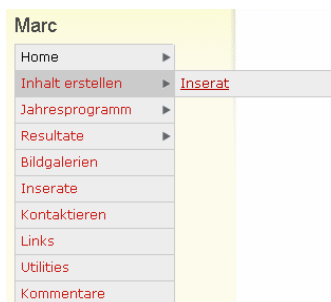 Marc
Home
Inhalt erstellen
Inserat
Jahresprogramm
Resultate
Bildgalerien
Inserate
Kontaktieren
Links
Utilities
Kommentare